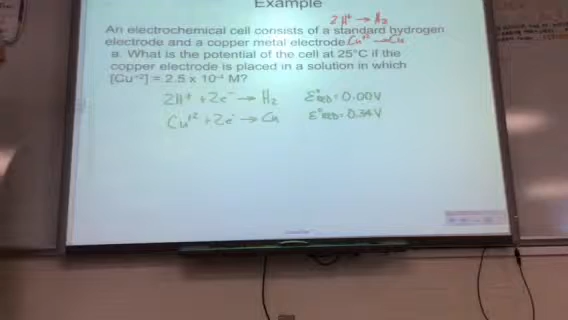 Example
2H⁺ → H₂
An electrochemical cell consists of a standard hydrogen
electrode and a copper metal electrode. Cu⁺² → Cu
a. What is the potential of the cell at 25°C if the
copper electrode is placed in a solution in which
[Cu⁺²] = 2.5 x 10⁻⁴ M?
2H⁺ + 2e⁻ → H₂ ε°RED = 0.00V
Cu⁺² + 2e⁻ → Cu ε°RED = 0.34V